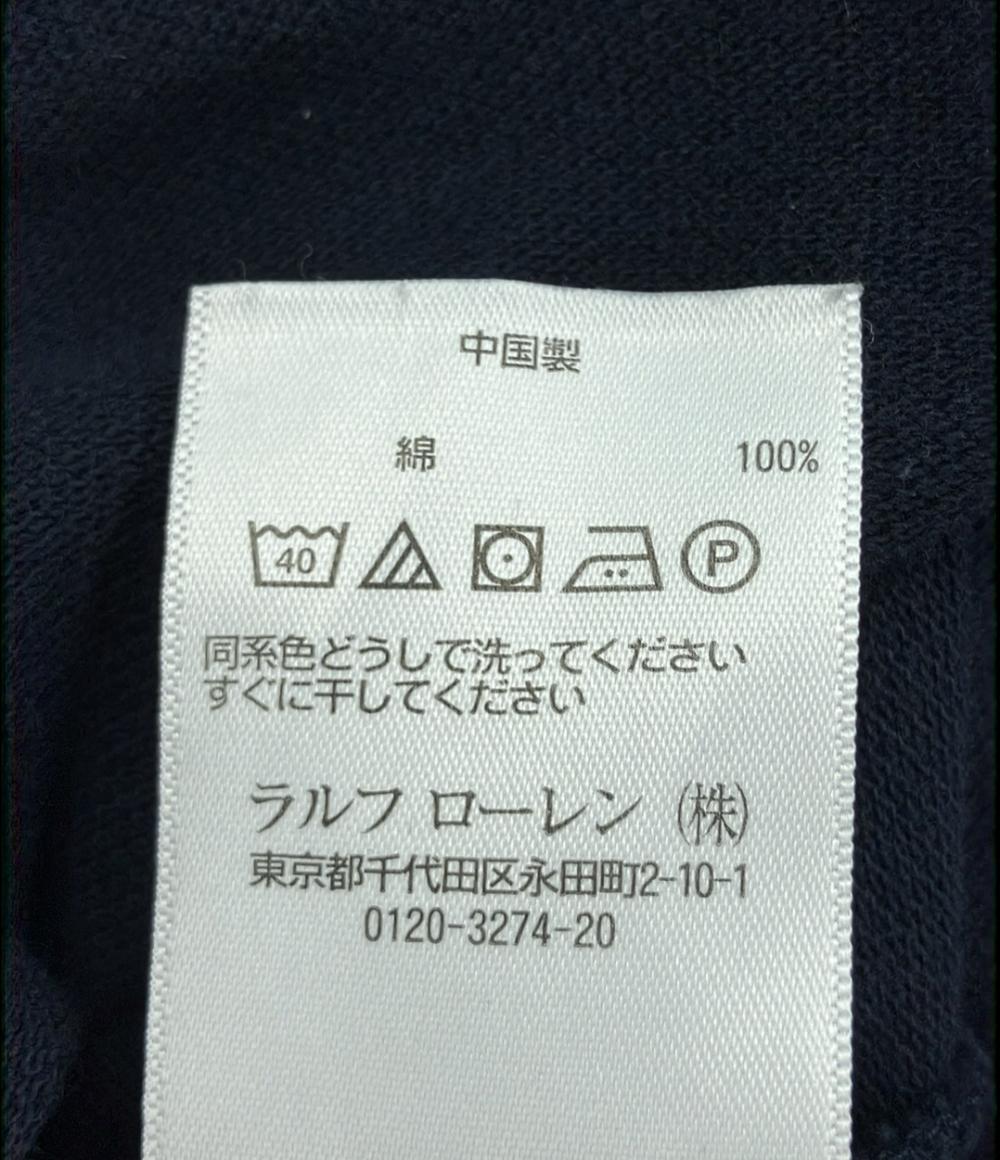 中国製
綿 100%
40 P
同系色どうしで洗ってください
すぐに干してください
ラルフ ローレン (株)
東京都千代田区永田町2-10-1
0120-3274-20